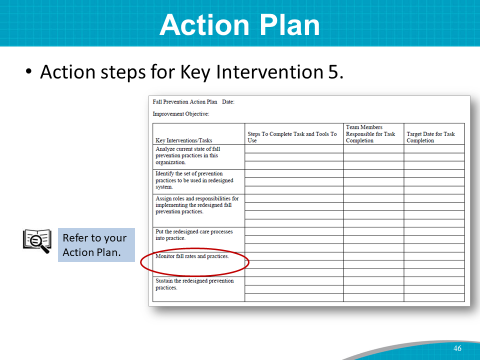 Action Plan
• Action steps for Key Intervention 5.
Fall Prevention Action Plan Date:
Improvement Objective:
Key Interventions/Tasks
Steps To Complete Task and Tools To
Use
Team Members
Responsible for Task
Completion
Target Date for Task
Completion
Analyze current state of fall
prevention practices in this
organization.
Identify the set of prevention
practices to be used in redesigned
system.
Assign roles and responsibilities for
implementing the redesigned fall
prevention practices.
Put the redesigned care processes
into practice.
Monitor fall rates and practices.
Sustain the redesigned prevention
practices.
Refer to your
Action Plan.
46